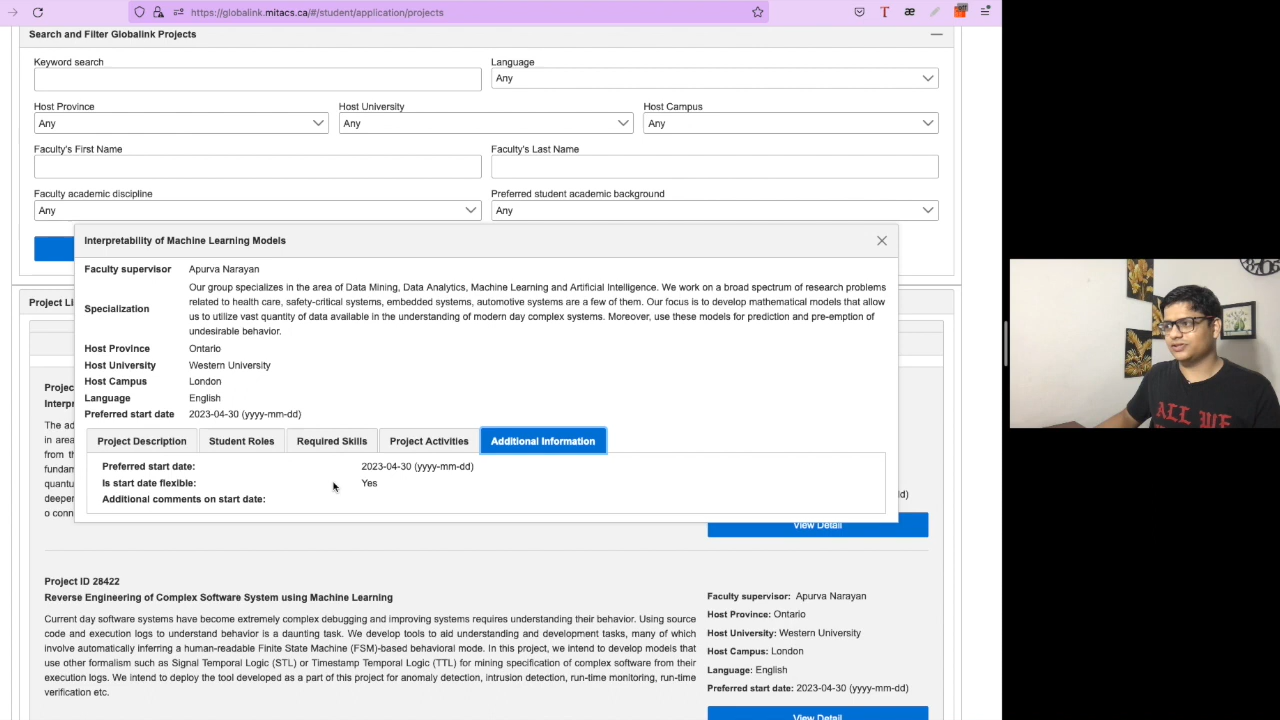 https://globalink.mitacs.ca/#/student/application/projects
T
æ
Search and Filter Globalink Projects
Keyword search
Language
Any
Host Province
Host University
Host Campus
Any
Any
Any
Faculty's First Name
Faculty's Last Name
Faculty academic discipline
Preferred student academic background
Any
Any
Interpretability of Machine Learning Models
Faculty supervisor Apurva Narayan
Specialization
Our group specializes in the area of Data Mining, Data Analytics, Machine Learning and Artificial Intelligence. We work on a broad spectrum of research problems
related to health care, safety-critical systems, embedded systems, automotive systems are a few of them. Our focus is to develop mathematical models that allow
us to utilize vast quantity of data available in the understanding of modern day complex systems. Moreover, use these models for prediction and pre-emption of
undesirable behavior.
Host Province Ontario
Host University Western University
Host Campus London
Language English
Preferred start date 2023-04-30 (yyyy-mm-dd)
Project Description
Student Roles
Required Skills
Project Activities
Additional Information
Preferred start date: 2023-04-30 (yyyy-mm-dd)
Is start date flexible: Yes
Additional comments on start date:
Project Li
Projec
Interp
The ad
in area
from th
fundam
quantu
deeper
o conn
dd)
View Detail
Project ID 28422
Reverse Engineering of Complex Software System using Machine Learning
Current day software systems have become extremely complex debugging and improving systems requires understanding their behavior. Using source
code and execution logs to understand behavior is a daunting task. We develop tools to aid understanding and development tasks, many of which
involve automatically inferring a human-readable Finite State Machine (FSM)-based behavioral mode. In this project, we intend to develop models that
use other formalism such as Signal Temporal Logic (STL) or Timestamp Temporal Logic (TTL) for mining specification of complex software from their
execution logs. We intend to deploy the tool developed as a part of this project for anomaly detection, intrusion detection, run-time monitoring, run-time
verification etc.
Faculty supervisor: Apurva Narayan
Host Province: Ontario
Host University: Western University
Host Campus: London
Language: English
Preferred start date: 2023-04-30 (yyyy-mm-dd)
View Detail
ALL WE